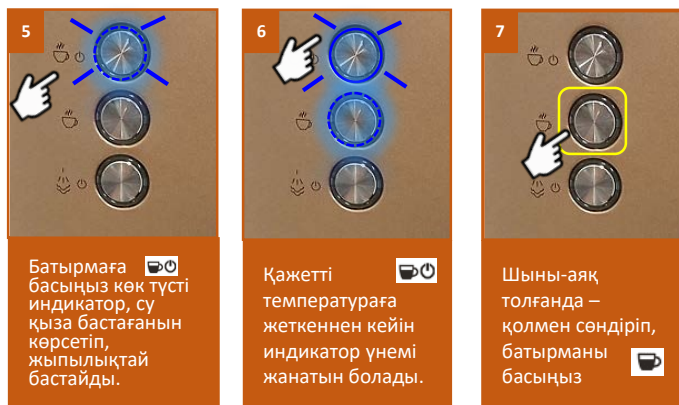 5
Батырмаға
басыңыз көк түсті
индикатор, су
қыза бастағанын
көрсетіп,
жыпылықтай
бастайды.
6
Қажетті
температураға
жеткеннен кейін
индикатор үнемі
жанатын болады.
7
Шыны-аяқ
толғанда –
қолмен сөндіріп,
батырманы
басыңыз